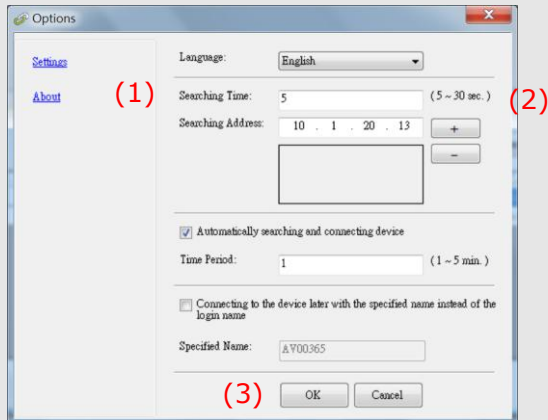 Options
Settings
About
Language:
English
(1)
Searching Time:
5
(5 ~ 30 sec.)
(2)
Searching Address:
10 . 1 . 20 . 13
+
-
Automatically searching and connecting device
Time Period:
1
(1 ~ 5 min.)
Connecting to the device later with the specified name instead of the
login name
Specified Name:
AV00365
(3)
OK
Cancel